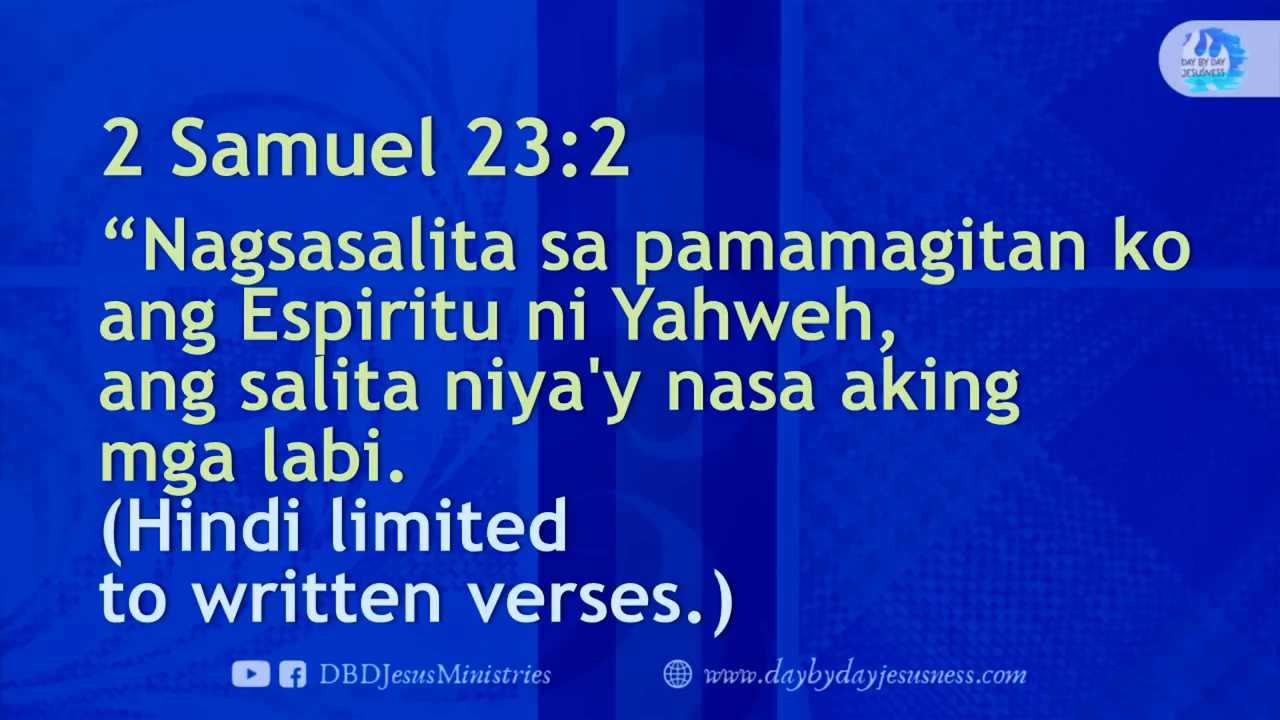 DAY BY DAY
JESUSNESS
2 Samuel 23:2
“Nagsasalita sa pamamagitan ko
ang Espiritu ni Yahweh,
ang salita niya'y nasa aking
mga labi.
(Hindi limited
to written verses.)
DBDJesusMinistries
www.daybydayjesusness.com